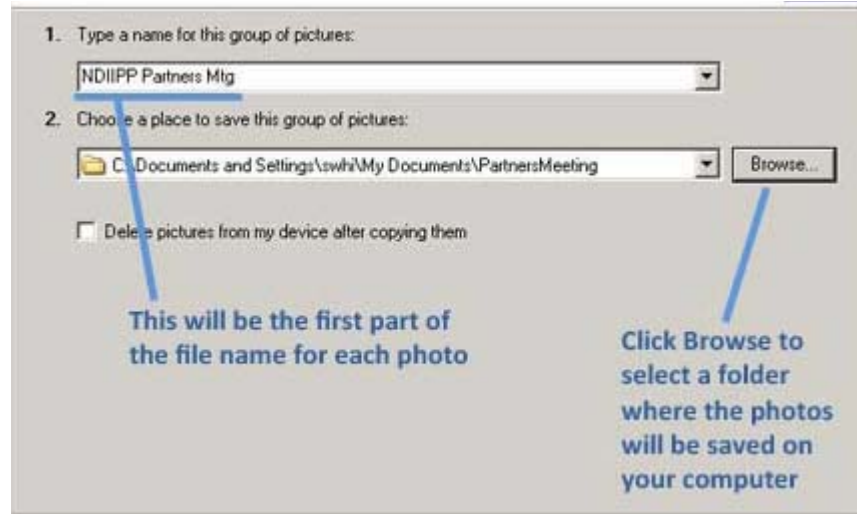 1. Type a name for this group of pictures:
NDIIPP Partners Mtg
2. Choose a place to save this group of pictures:
C:\Documents and Settings\swhi\My Documents\PartnersMeeting
Browse...
Delete pictures from my device after copying them
This will be the first part of
the file name for each photo
Click Browse to
select a folder
where the photos
will be saved on
your computer